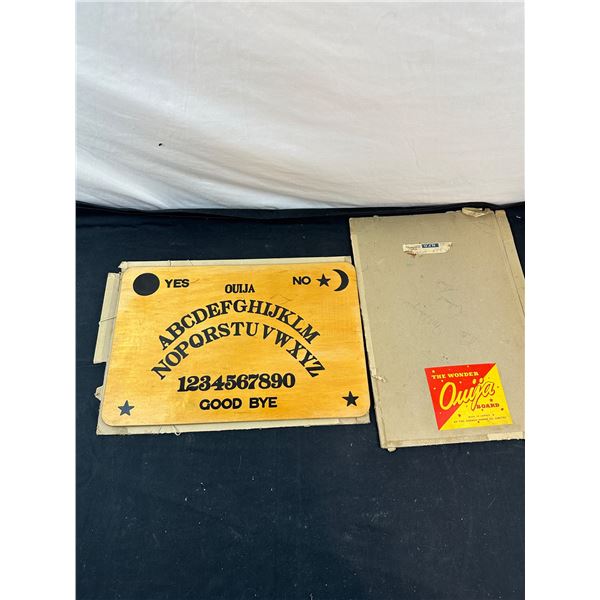 YES
OUIJA
NO
ABCDEFGHIJKLM
NOPQRSTUVWXYZ
1234567890
GOOD BYE
THE WONDER
Ouija
BOARD